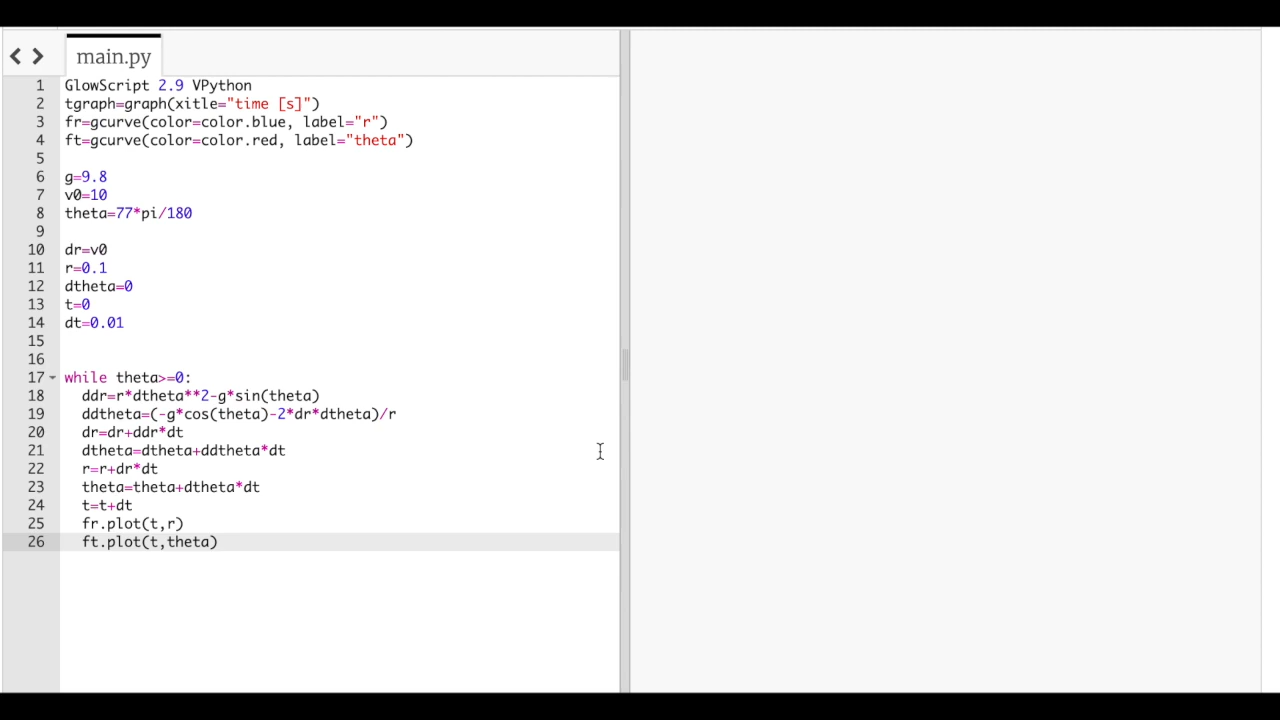 main.py
1 GlowScript 2.9 VPython
2 tgraph=graph(xitle="time [s]")
3 fr=gcurve(color=color.blue, label="r")
4 ft=gcurve(color=color.red, label="theta")
5
6 g=9.8
7 v0=10
8 theta=77*pi/180
9
10 dr=v0
11 r=0.1
12 dtheta=0
13 t=0
14 dt=0.01
15
16
17 while theta>=0:
18 ddr=r*dtheta**2-g*sin(theta)
19 ddtheta=(-g*cos(theta)-2*dr*dtheta)/r
20 dr=dr+ddr*dt
21 dtheta=dtheta+ddtheta*dt
22 r=r+dr*dt
23 theta=theta+dtheta*dt
24 t=t+dt
25 fr.plot(t,r)
26 ft.plot(t,theta)